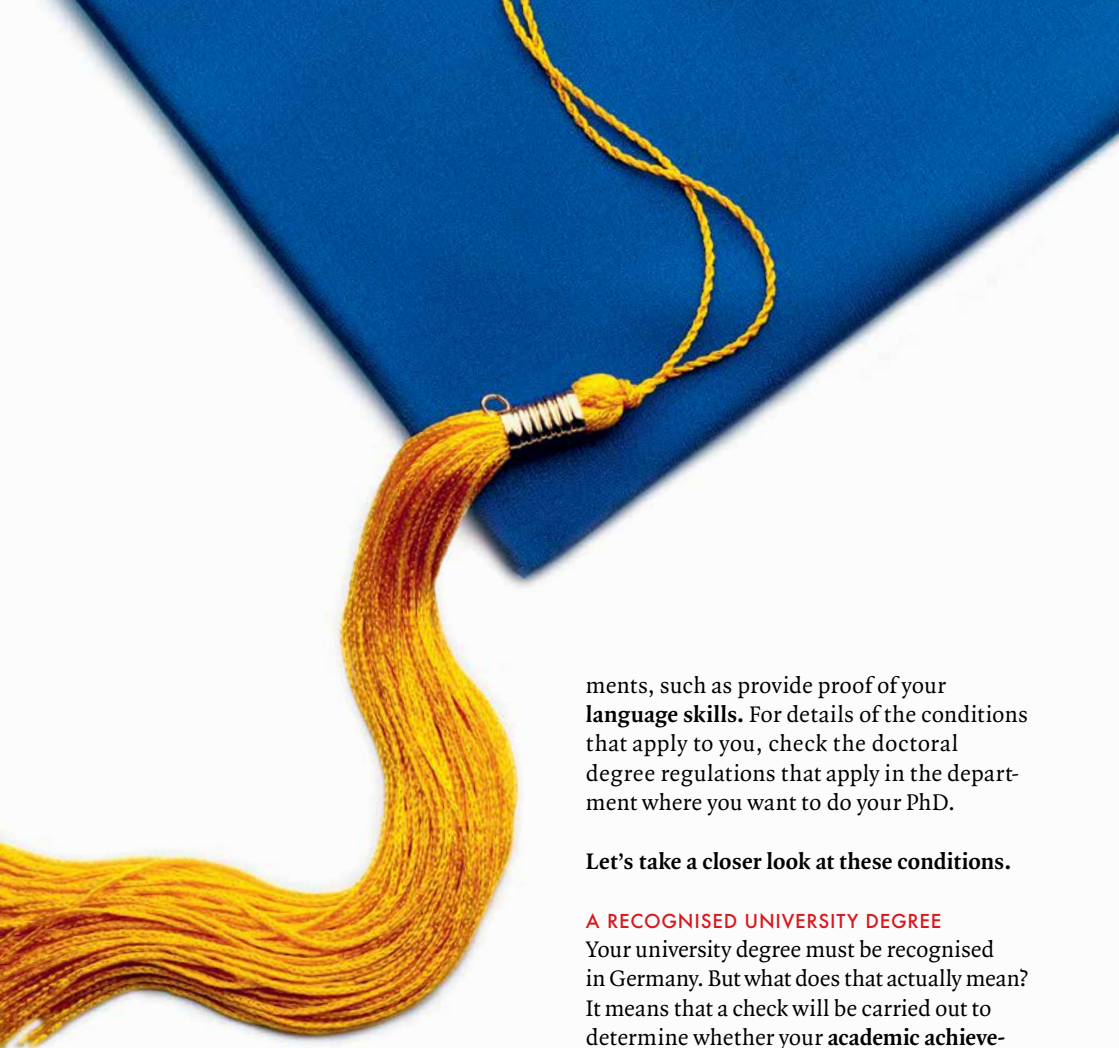 ments, such as provide proof of your
language skills. For details of the conditions
that apply to you, check the doctoral
degree regulations that apply in the depart-
ment where you want to do your PhD.
Let's take a closer look at these conditions.
A RECOGNISED UNIVERSITY DEGREE
Your university degree must be recognised
in Germany. But what does that actually mean?
It means that a check will be carried out to
determine whether your academic achieve-